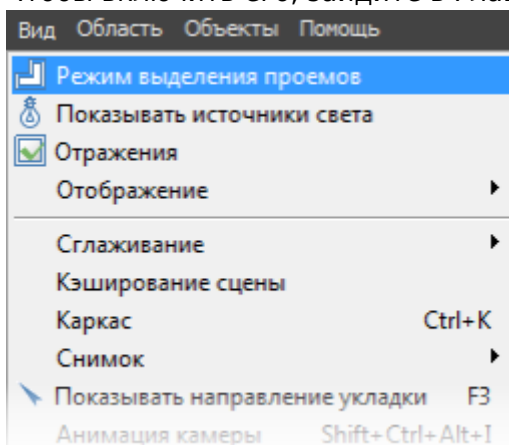 Вид Область Объекты Помощь
Режим выделения проемов
Показывать источники света
Отражения
Отображение
Сглаживание
Кэширование сцены
Каркас Ctrl+K
Снимок
Показывать направление укладки F3
Анимация камеры Shift+Ctrl+Alt+I